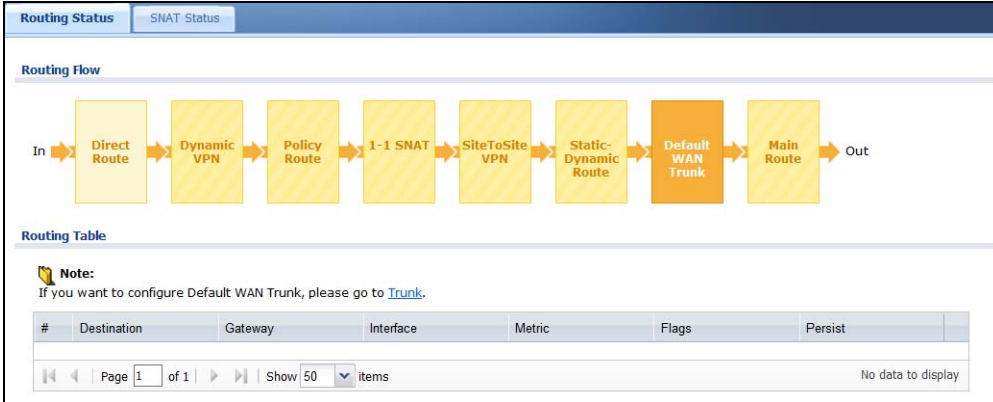 Routing Status SNAT Status
Routing Flow
In Direct Route Dynamic VPN Policy Route 1-1 SNAT SiteToSite VPN Static-Dynamic Route Default WAN Trunk Main Route Out
Routing Table
Note:
If you want to configure Default WAN Trunk, please go to Trunk.
# Destination Gateway Interface Metric Flags Persist
Page 1 of 1 Show 50 items No data to display